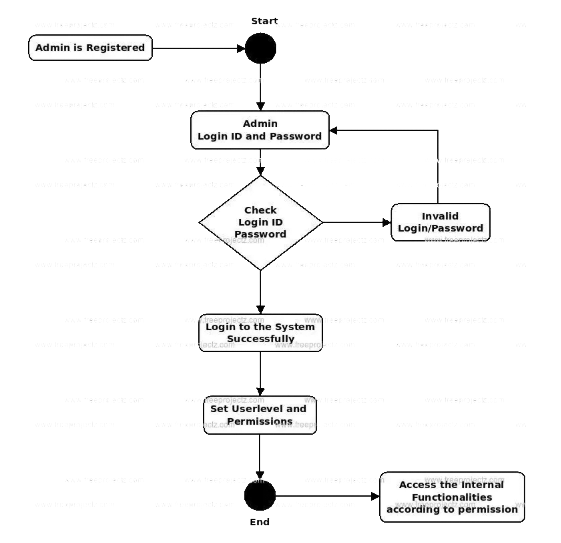 Start
Admin is Registered
Admin
Login ID and Password
Check
Login ID
Password
Invalid
Login/Password
Login to the System
Successfully
Set Userlevel and
Permissions
Access the Internal
Functionalities
according to permission
End